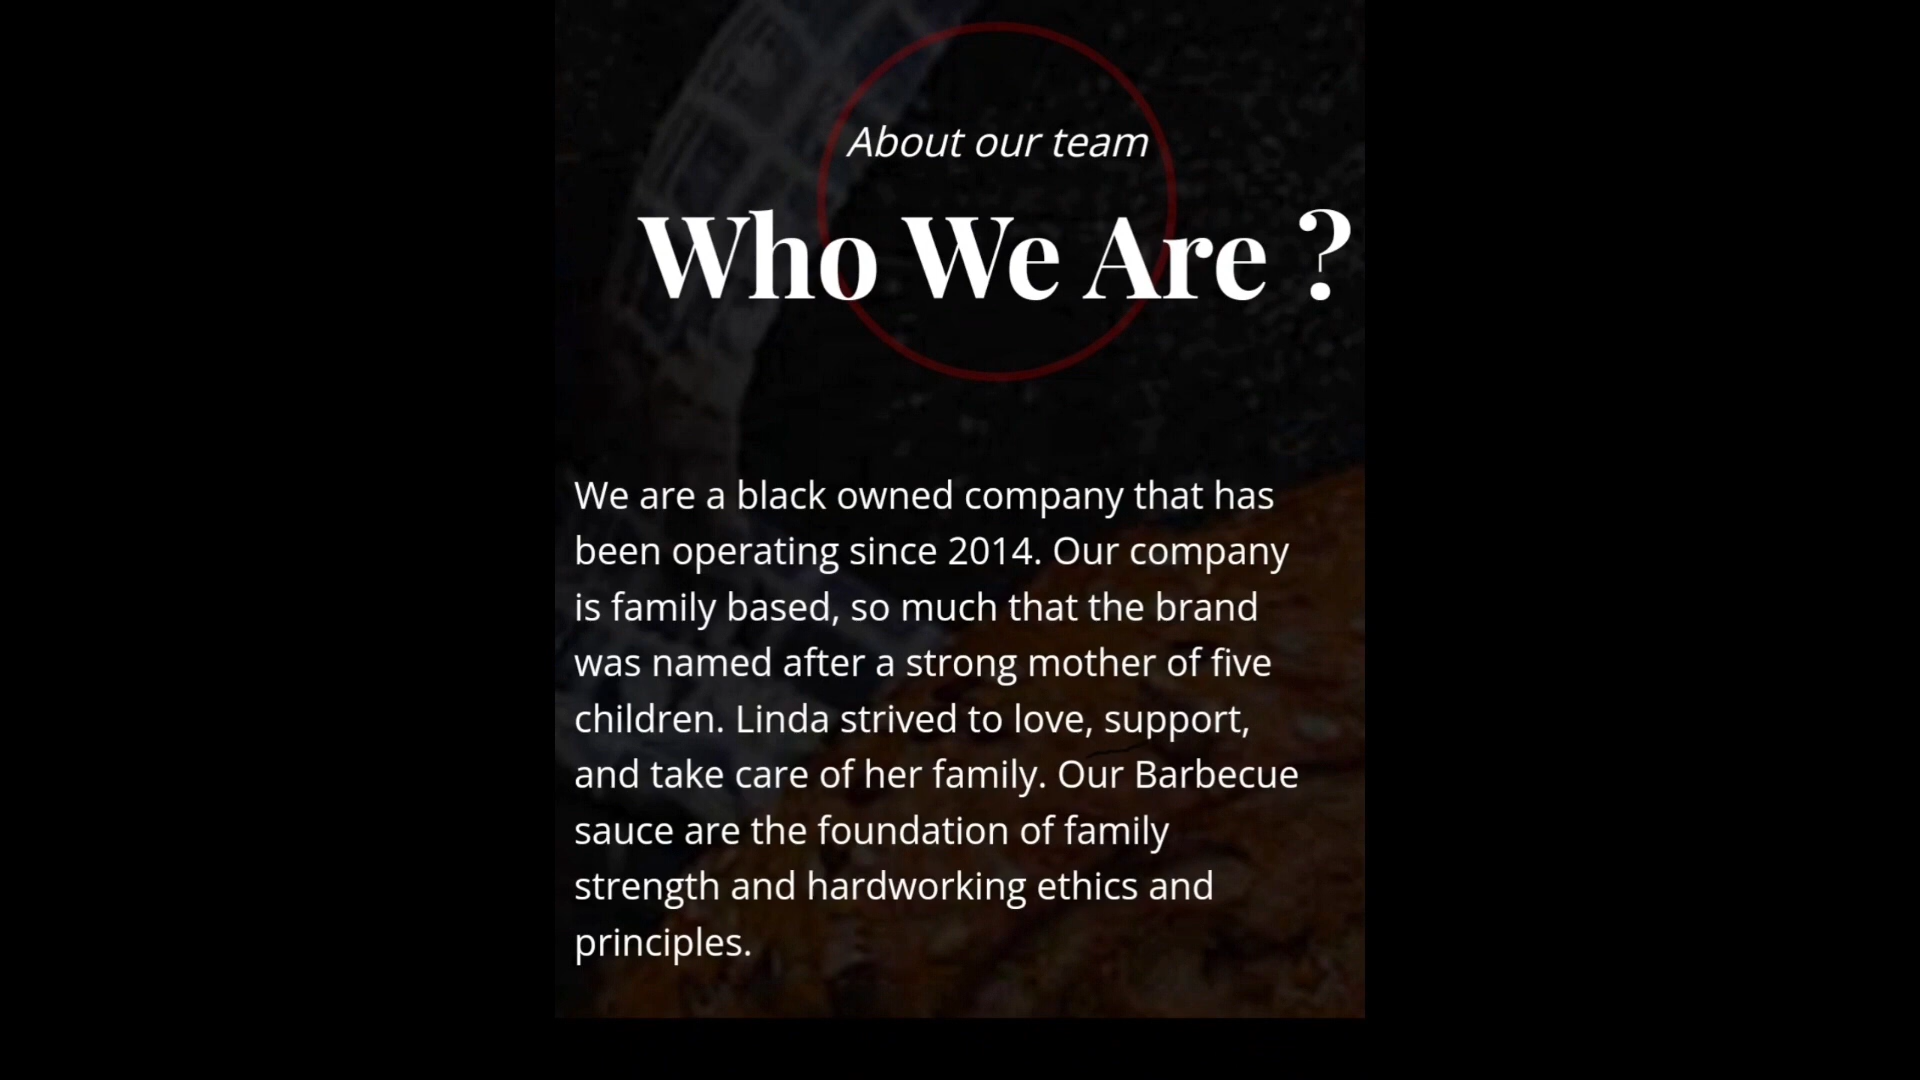 About our team
Who We Are ?
We are a black owned company that has
been operating since 2014. Our company
is family based, so much that the brand
was named after a strong mother of five
children. Linda strived to love, support,
and take care of her family. Our Barbecue
sauce are the foundation of family
strength and hardworking ethics and
principles.